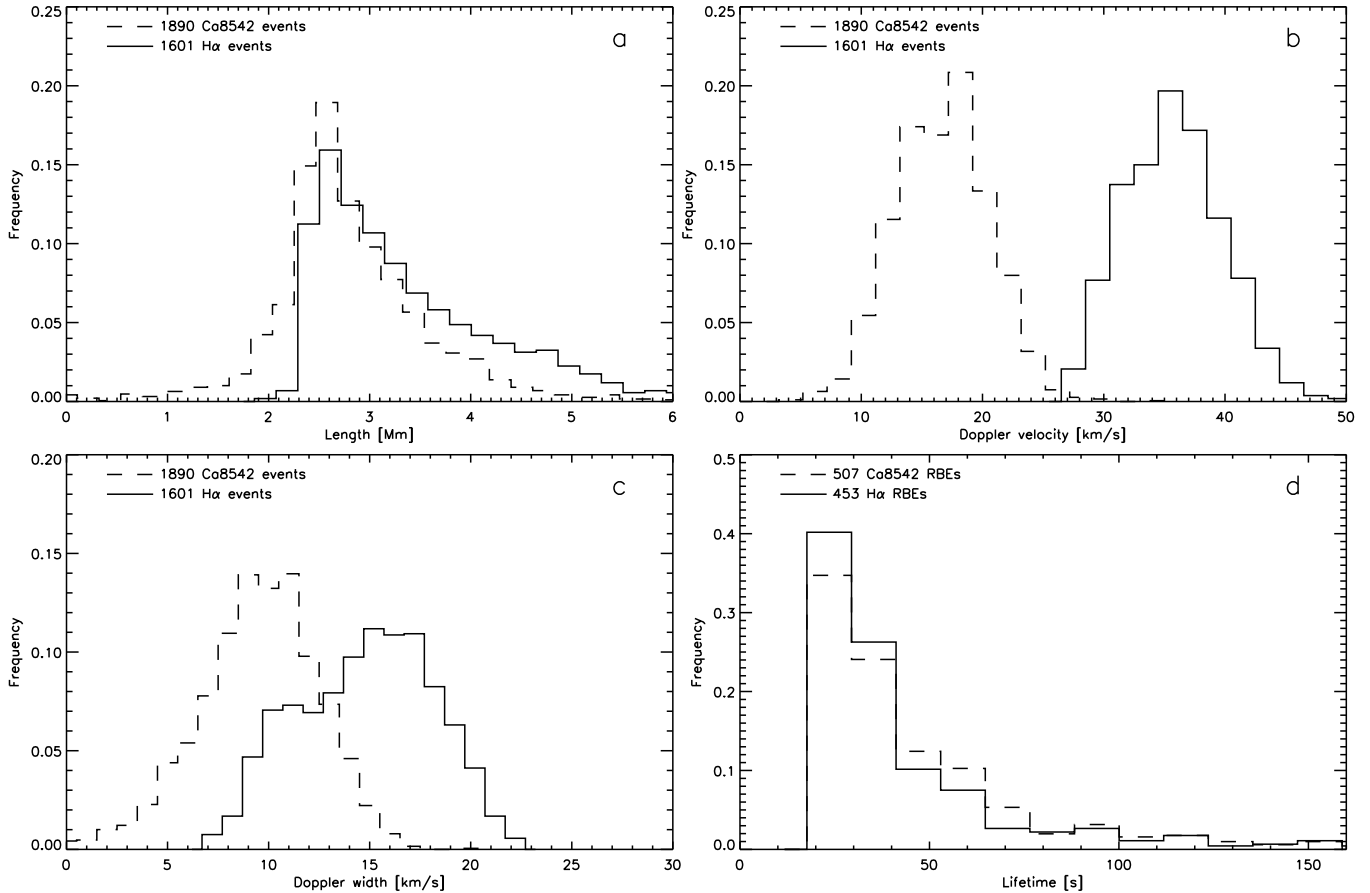 1890 Ca8542 events
1601 Hα events
a
0.25
0.20
0.15
0.10
0.05
0.00
Frequency
0 1 2 3 4 5 6
Length [Mm]
1890 Ca8542 events
1601 Hα events
b
0.25
0.20
0.15
0.10
0.05
0.00
Frequency
0 10 20 30 40 50
Doppler velocity [km/s]
1890 Ca8542 events
1601 Hα events
c
0.20
0.15
0.10
0.05
0.00
Frequency
0 5 10 15 20 25 30
Doppler width [km/s]
507 Ca8542 RBEs
453 Hα RBEs
d
0.5
0.4
0.3
0.2
0.1
0.0
Frequency
0 50 100 150
Lifetime [s]